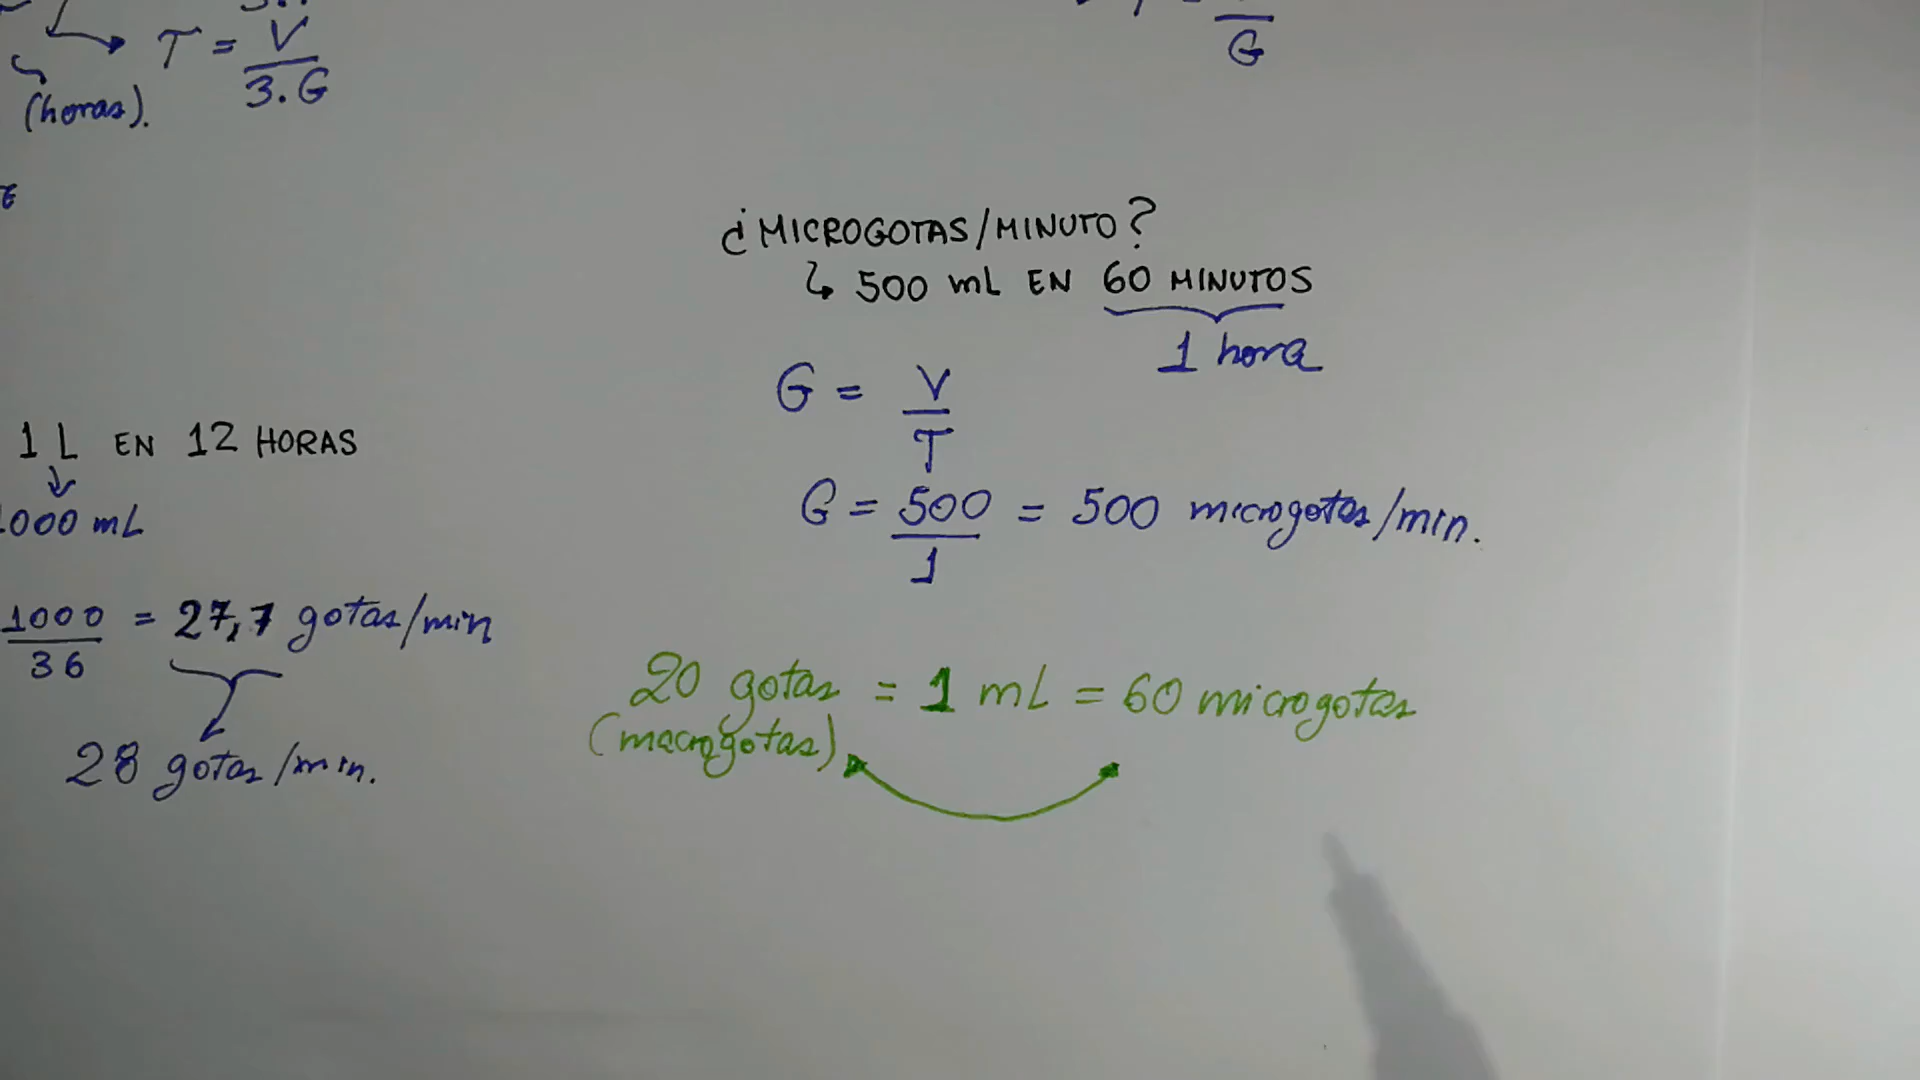 T = V
3.G
(horas).
G
¿MICROGOTAS/MINUTO?
↳ 500 mL EN 60 MINUTOS
1 hora
G = V
T
G = 500 = 500 microgotas/min.
1
1 L EN 12 HORAS
000 mL
1000 = 27,7 gotas/min
36
28 gotas/min.
20 gotas = 1 mL = 60 microgotas
(macrogotas)